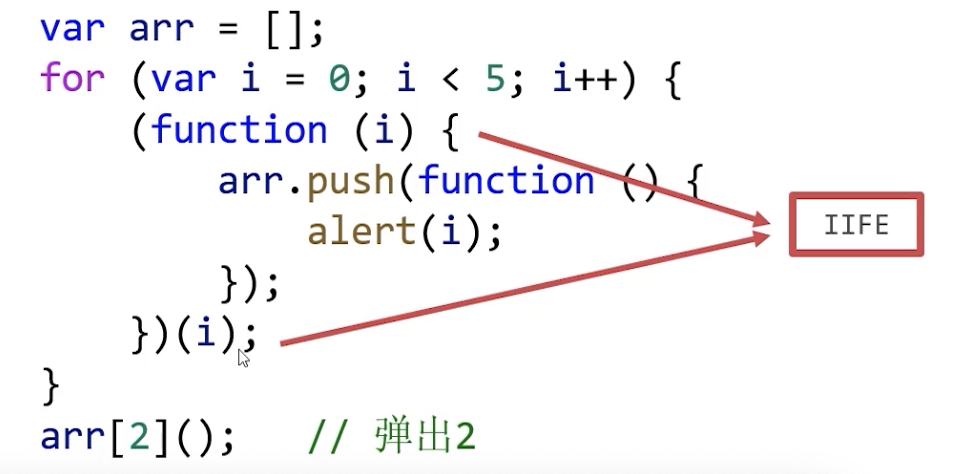 var arr = [];
for (var i = 0; i < 5; i++) {
    (function (i) {
        arr.push(function () {
            alert(i);
        });
    })(i);
}
arr[2]();   // 弹出2
IIFE